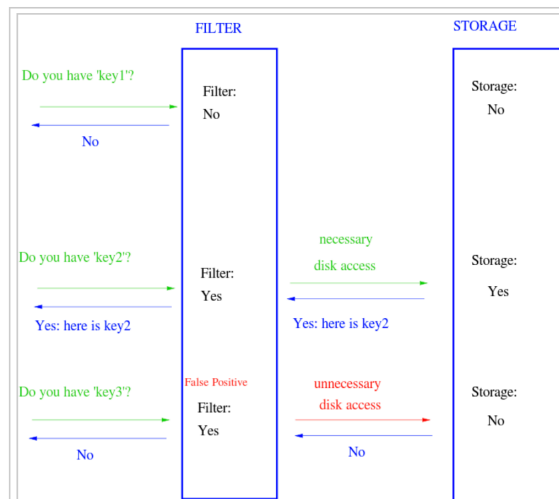 FILTER
STORAGE
Do you have 'key1'?
Filter:
No
Storage:
No
No
Do you have 'key2'?
Filter:
Yes
necessary
disk access
Storage:
Yes
Yes: here is key2
Yes: here is key2
Do you have 'key3'?
False Positive
Filter:
Yes
unnecessary
disk access
Storage:
No
No
No